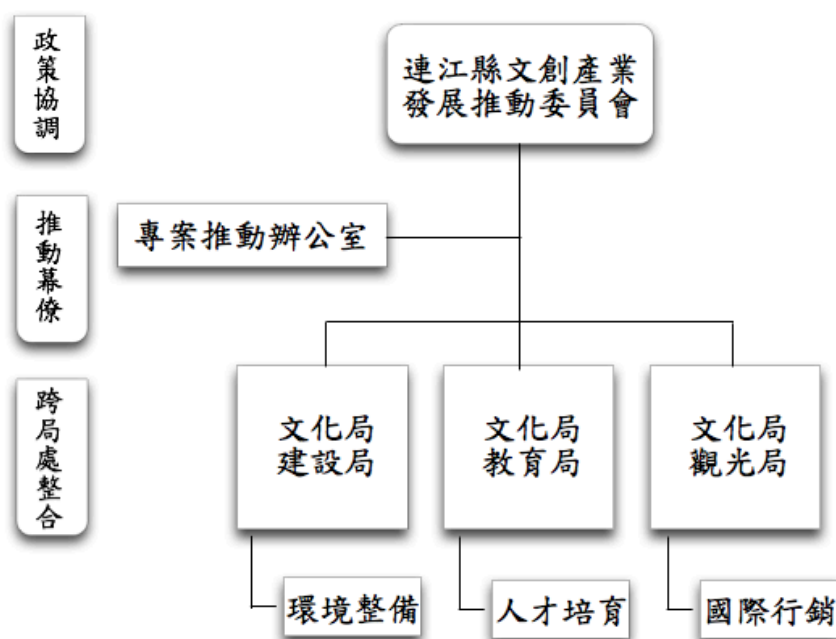 政策協調
連江縣文創產業
發展推動委員會
推動幕僚
專案推動辦公室
跨局處整合
文化局
建設局
文化局
教育局
文化局
觀光局
環境整備
人才培育
國際行銷